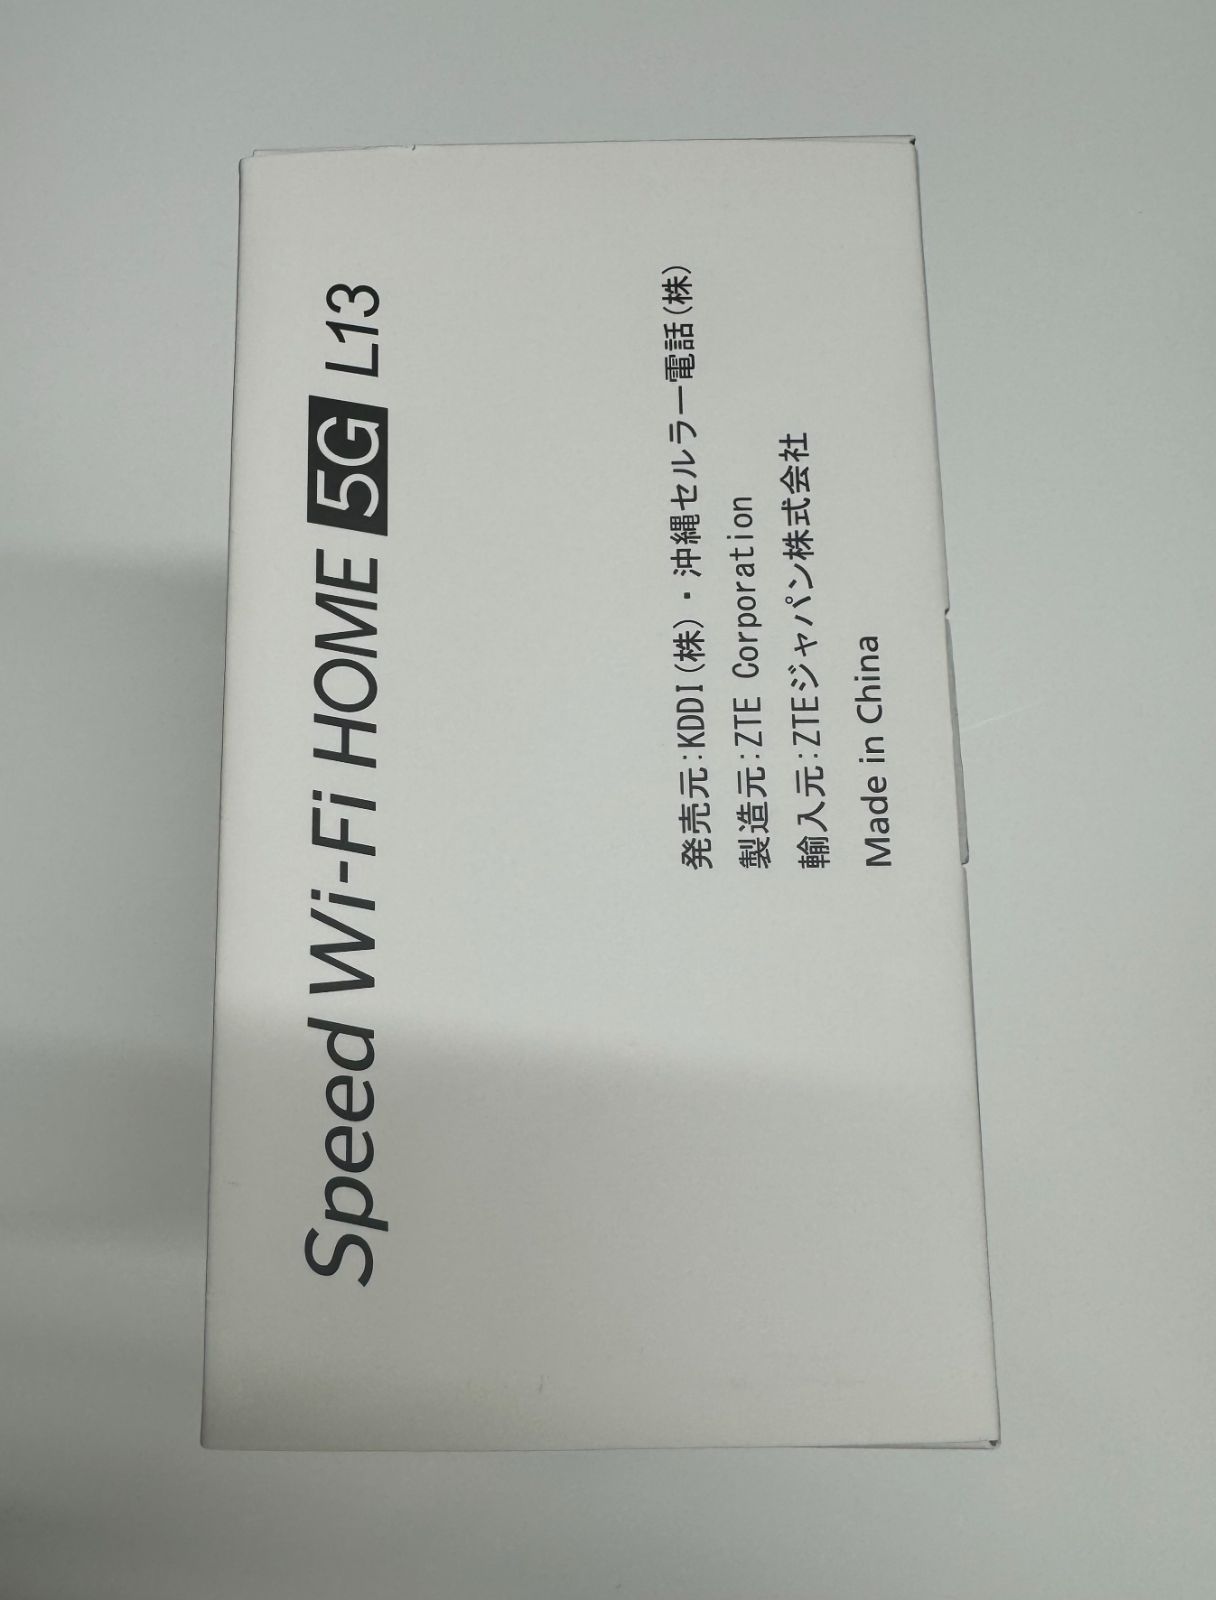 Speed Wi-Fi HOME 5G L13
発売元:KDDI(株)・沖縄セルラー電話(株)
製造元:ZTE Corporation
輸入元:ZTEジャパン株式会社
Made in China